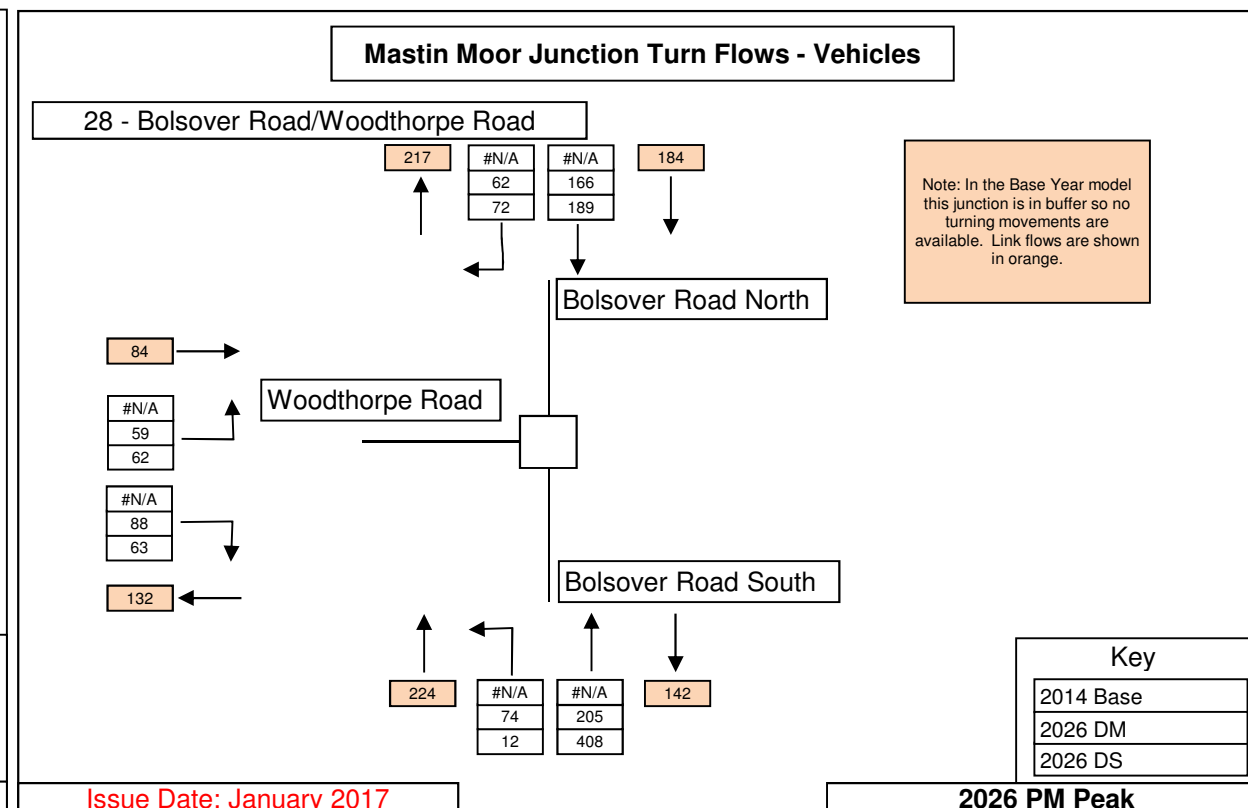 Mastin Moor Junction Turn Flows - Vehicles
28 - Bolsover Road/Woodthorpe Road
217
#N/A
62
72
#N/A
166
189
184
Note: In the Base Year model
this junction is in buffer so no
turning movements are
available. Link flows are shown
in orange.
Bolsover Road North
84
#N/A
59
62
Woodthorpe Road
#N/A
88
63
132
Bolsover Road South
224
#N/A
74
12
#N/A
205
408
142
Key
2014 Base
2026 DM
2026 DS
Issue Date: January 2017
2026 PM Peak